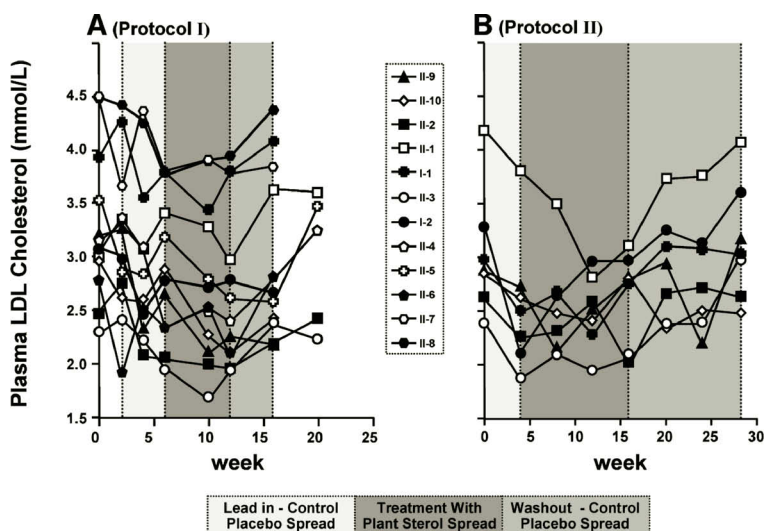 A (Protocol I)
B (Protocol II)
Plasma LDL Cholesterol (mmol/L)
4.5
4.0
3.5
3.0
2.5
2.0
1.5
0 5 10 15 20 25
week
II-9
II-10
II-2
II-1
I-1
II-3
I-2
II-4
II-5
II-6
II-7
II-8
0 5 10 15 20 25 30
week
Lead in - Control
Placebo Spread
Treatment With
Plant Sterol Spread
Washout - Control
Placebo Spread